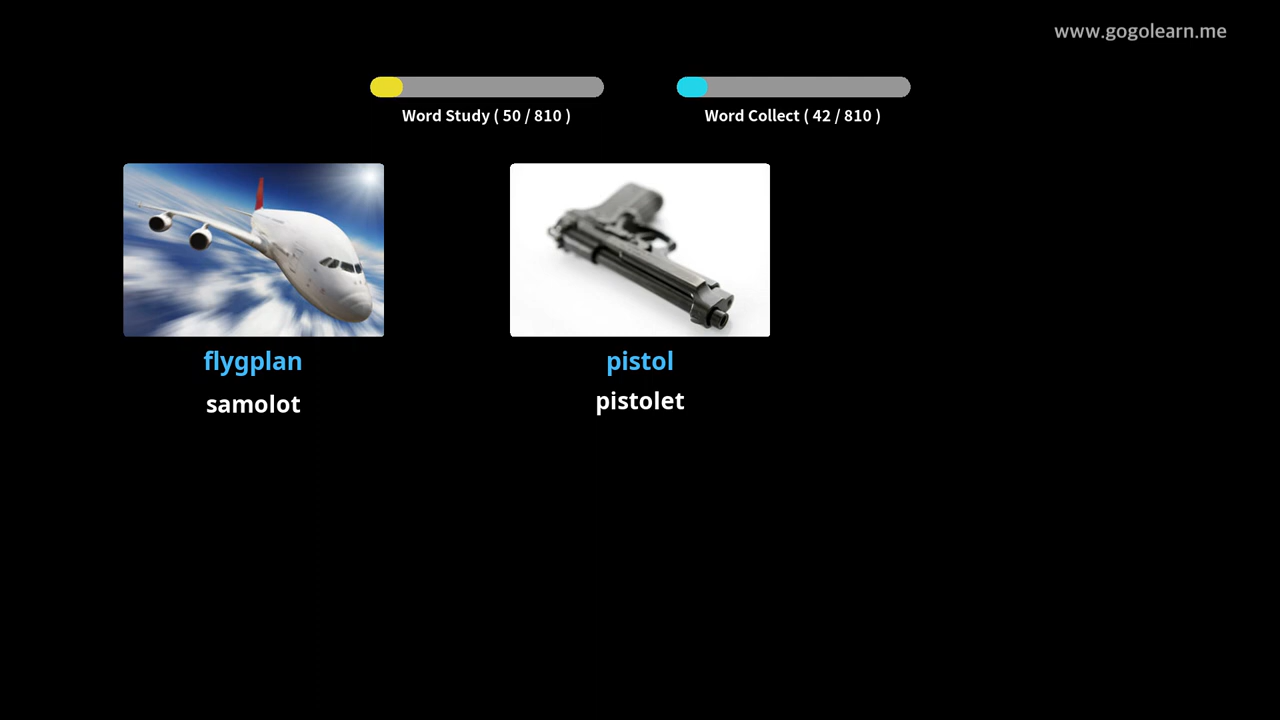 www.gogolearn.me
Word Study ( 50 / 810 )
Word Collect ( 42 / 810 )
flygplan
samolot
pistol
pistolet